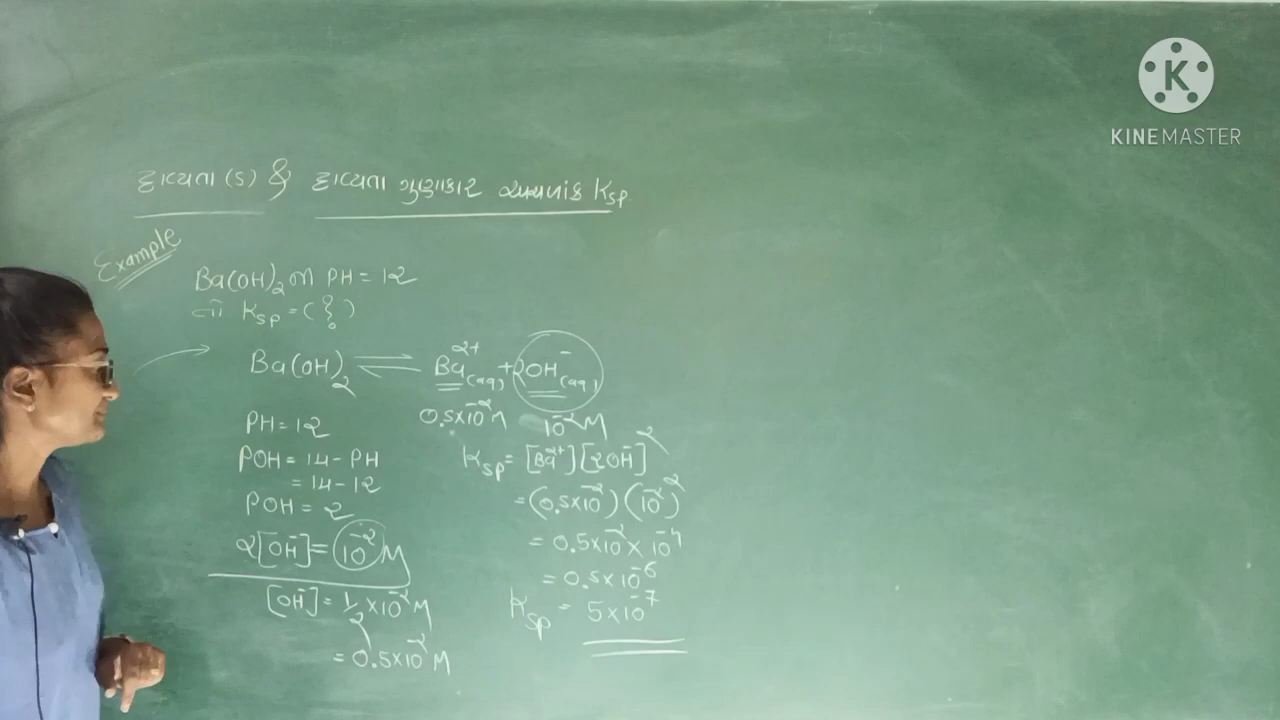 KINEMASTER
દ્રાવ્યતા (S) & દ્રાવ્યતા ગુણાકાર અચળાંક Ksp
Example
Ba(OH)₂ ની PH = 12
તો Ksp = (?)
Ba(OH)₂ ⇌ Ba²⁺(aq) + 2OH⁻(aq)
0.5×10⁻² M 10⁻² M
PH = 12
POH = 14 - PH
= 14 - 12
POH = 2
2[OH⁻] = 10⁻² M
[OH⁻] = 1/2 × 10⁻² M
= 0.5×10⁻² M
Ksp = [Ba²⁺][2OH⁻]²
= (0.5×10⁻²)(10⁻²)²
= 0.5×10⁻² × 10⁻⁴
= 0.5×10⁻⁶
Ksp = 5×10⁻⁷